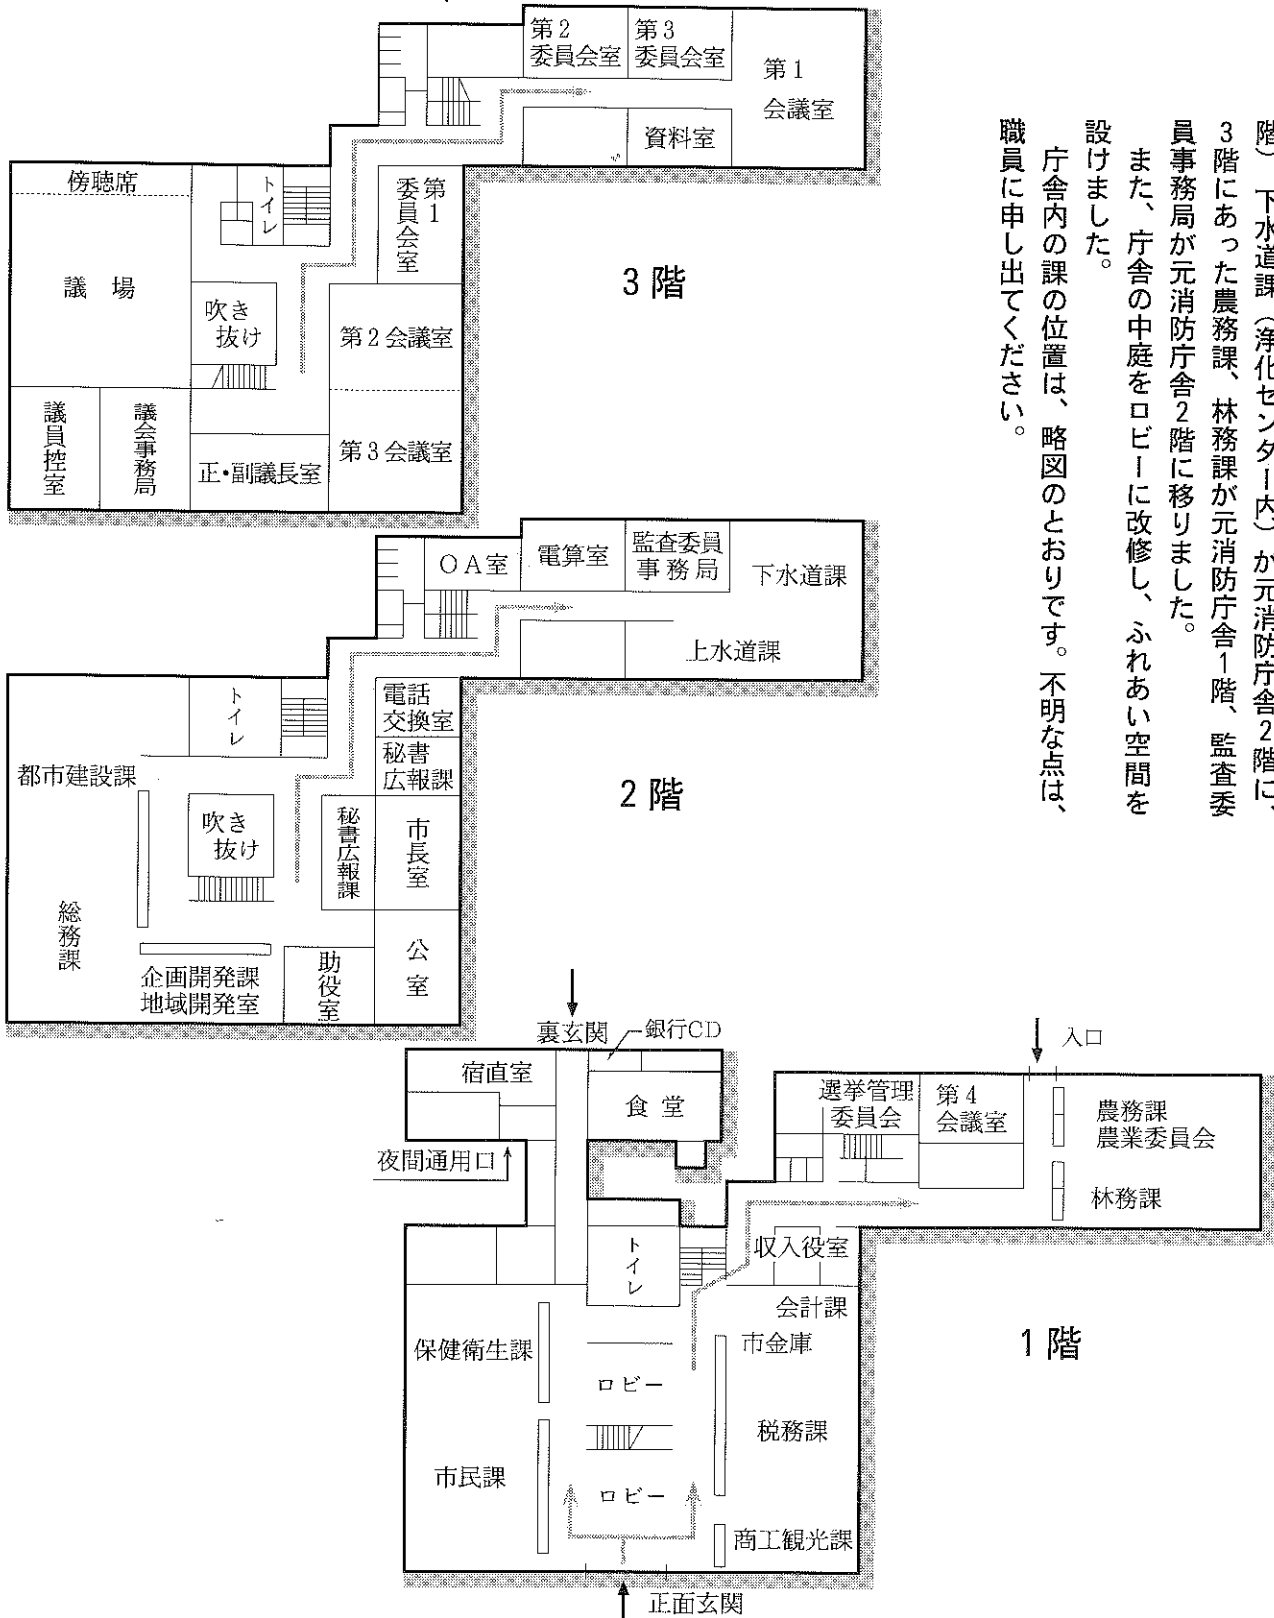 階)、下水道課(浄化センター内)が元消防庁舎2階に、
3階にあった農務課、林務課が元消防庁舎1階、監査委
員事務局が元消防庁舎2階に移りました。
また、庁舎の中庭をロビーに改修し、ふれあい空間を
設けました。
庁舎内の課の位置は、略図のとおりです。不明な点は、
職員に申し出てください。
3階
第2
委員会室
第3
委員会室
第1
会議室
資料室
傍聴席
トイレ
第1
委員会室
議場
吹き
抜け
第2会議室
議員控室
議会事務局
正・副議長室
第3会議室
2階
OA室
電算室
監査委員
事務局
下水道課
上水道課
トイレ
電話
交換室
秘書
広報課
都市建設課
吹き
抜け
秘書広報課
市長室
総務課
企画開発課
地域開発室
助役室
公室
1階
裏玄関
銀行CD
入口
宿直室
食堂
選挙管理
委員会
第4
会議室
農務課
農業委員会
夜間通用口
林務課
トイレ
収入役室
会計課
保健衛生課
市金庫
ロビー
税務課
市民課
ロビー
商工観光課
正面玄関